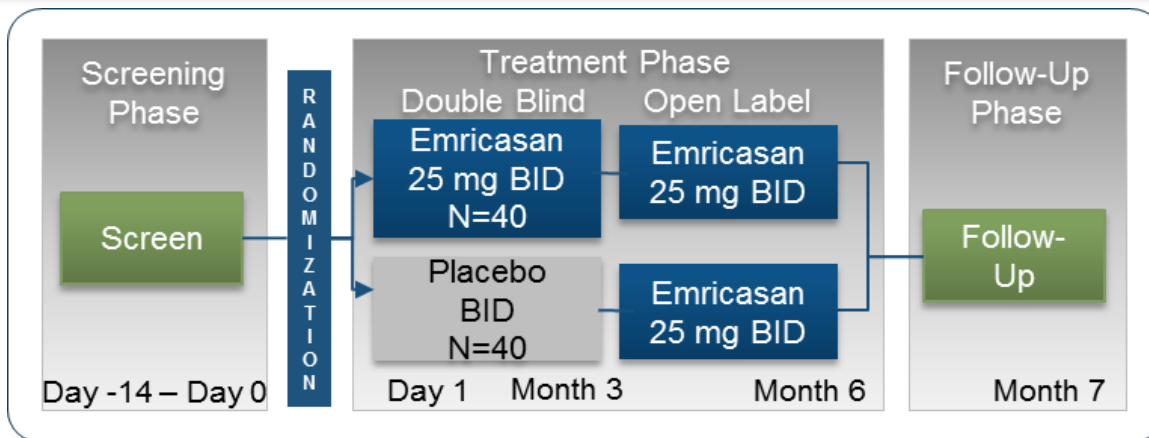 Screening
Phase
Screen
Day -14 – Day 0
RANDOMIZATION
Treatment Phase
Double Blind
Open Label
Emricasan
25 mg BID
N=40
Emricasan
25 mg BID
Placebo
BID
N=40
Emricasan
25 mg BID
Day 1
Month 3
Month 6
Follow-Up
Phase
Follow-
Up
Month 7